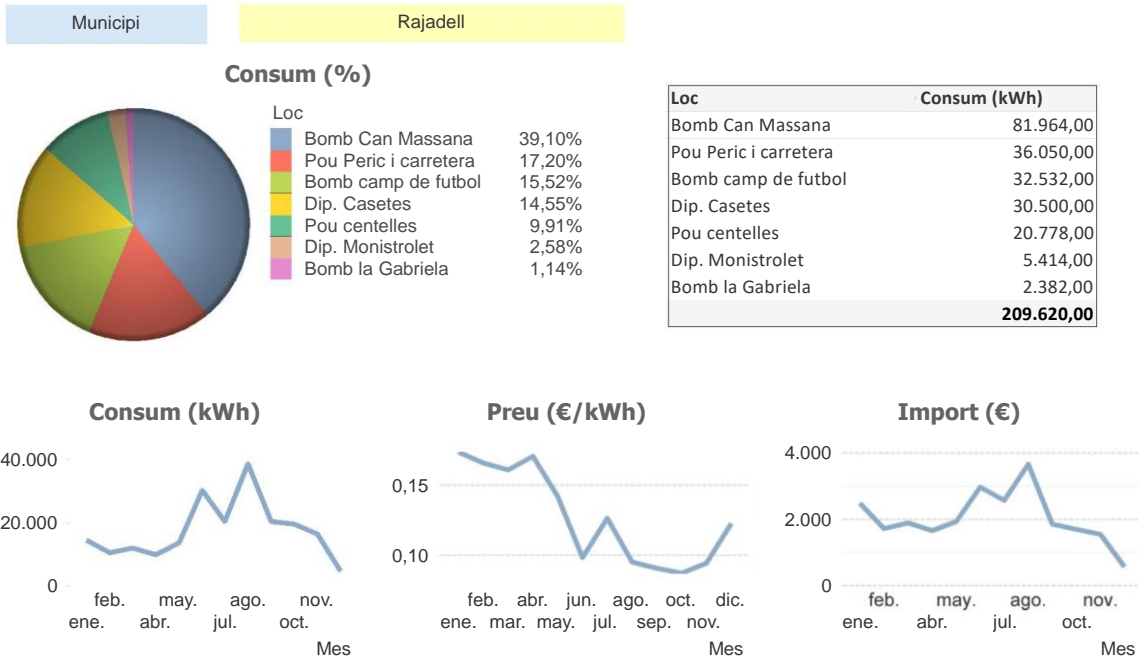 Municipi Rajadell
Consum (%)
Loc
Bomb Can Massana 39,10%
Pou Peric i carretera 17,20%
Bomb camp de futbol 15,52%
Dip. Casetes 14,55%
Pou centelles 9,91%
Dip. Monistrolet 2,58%
Bomb la Gabriela 1,14%
Loc Consum (kWh)
Bomb Can Massana 81.964,00
Pou Peric i carretera 36.050,00
Bomb camp de futbol 32.532,00
Dip. Casetes 30.500,00
Pou centelles 20.778,00
Dip. Monistrolet 5.414,00
Bomb la Gabriela 2.382,00
209.620,00
Consum (kWh)
40.000
20.000
0
feb. may. ago. nov.
ene. abr. jul. oct.
Mes
Preu (€/kWh)
0,15
0,10
feb. abr. jun. ago. oct. dic.
ene. mar. may. jul. sep. nov.
Mes
Import (€)
4.000
2.000
0
feb. may. ago. nov.
ene. abr. jul. oct.
Mes